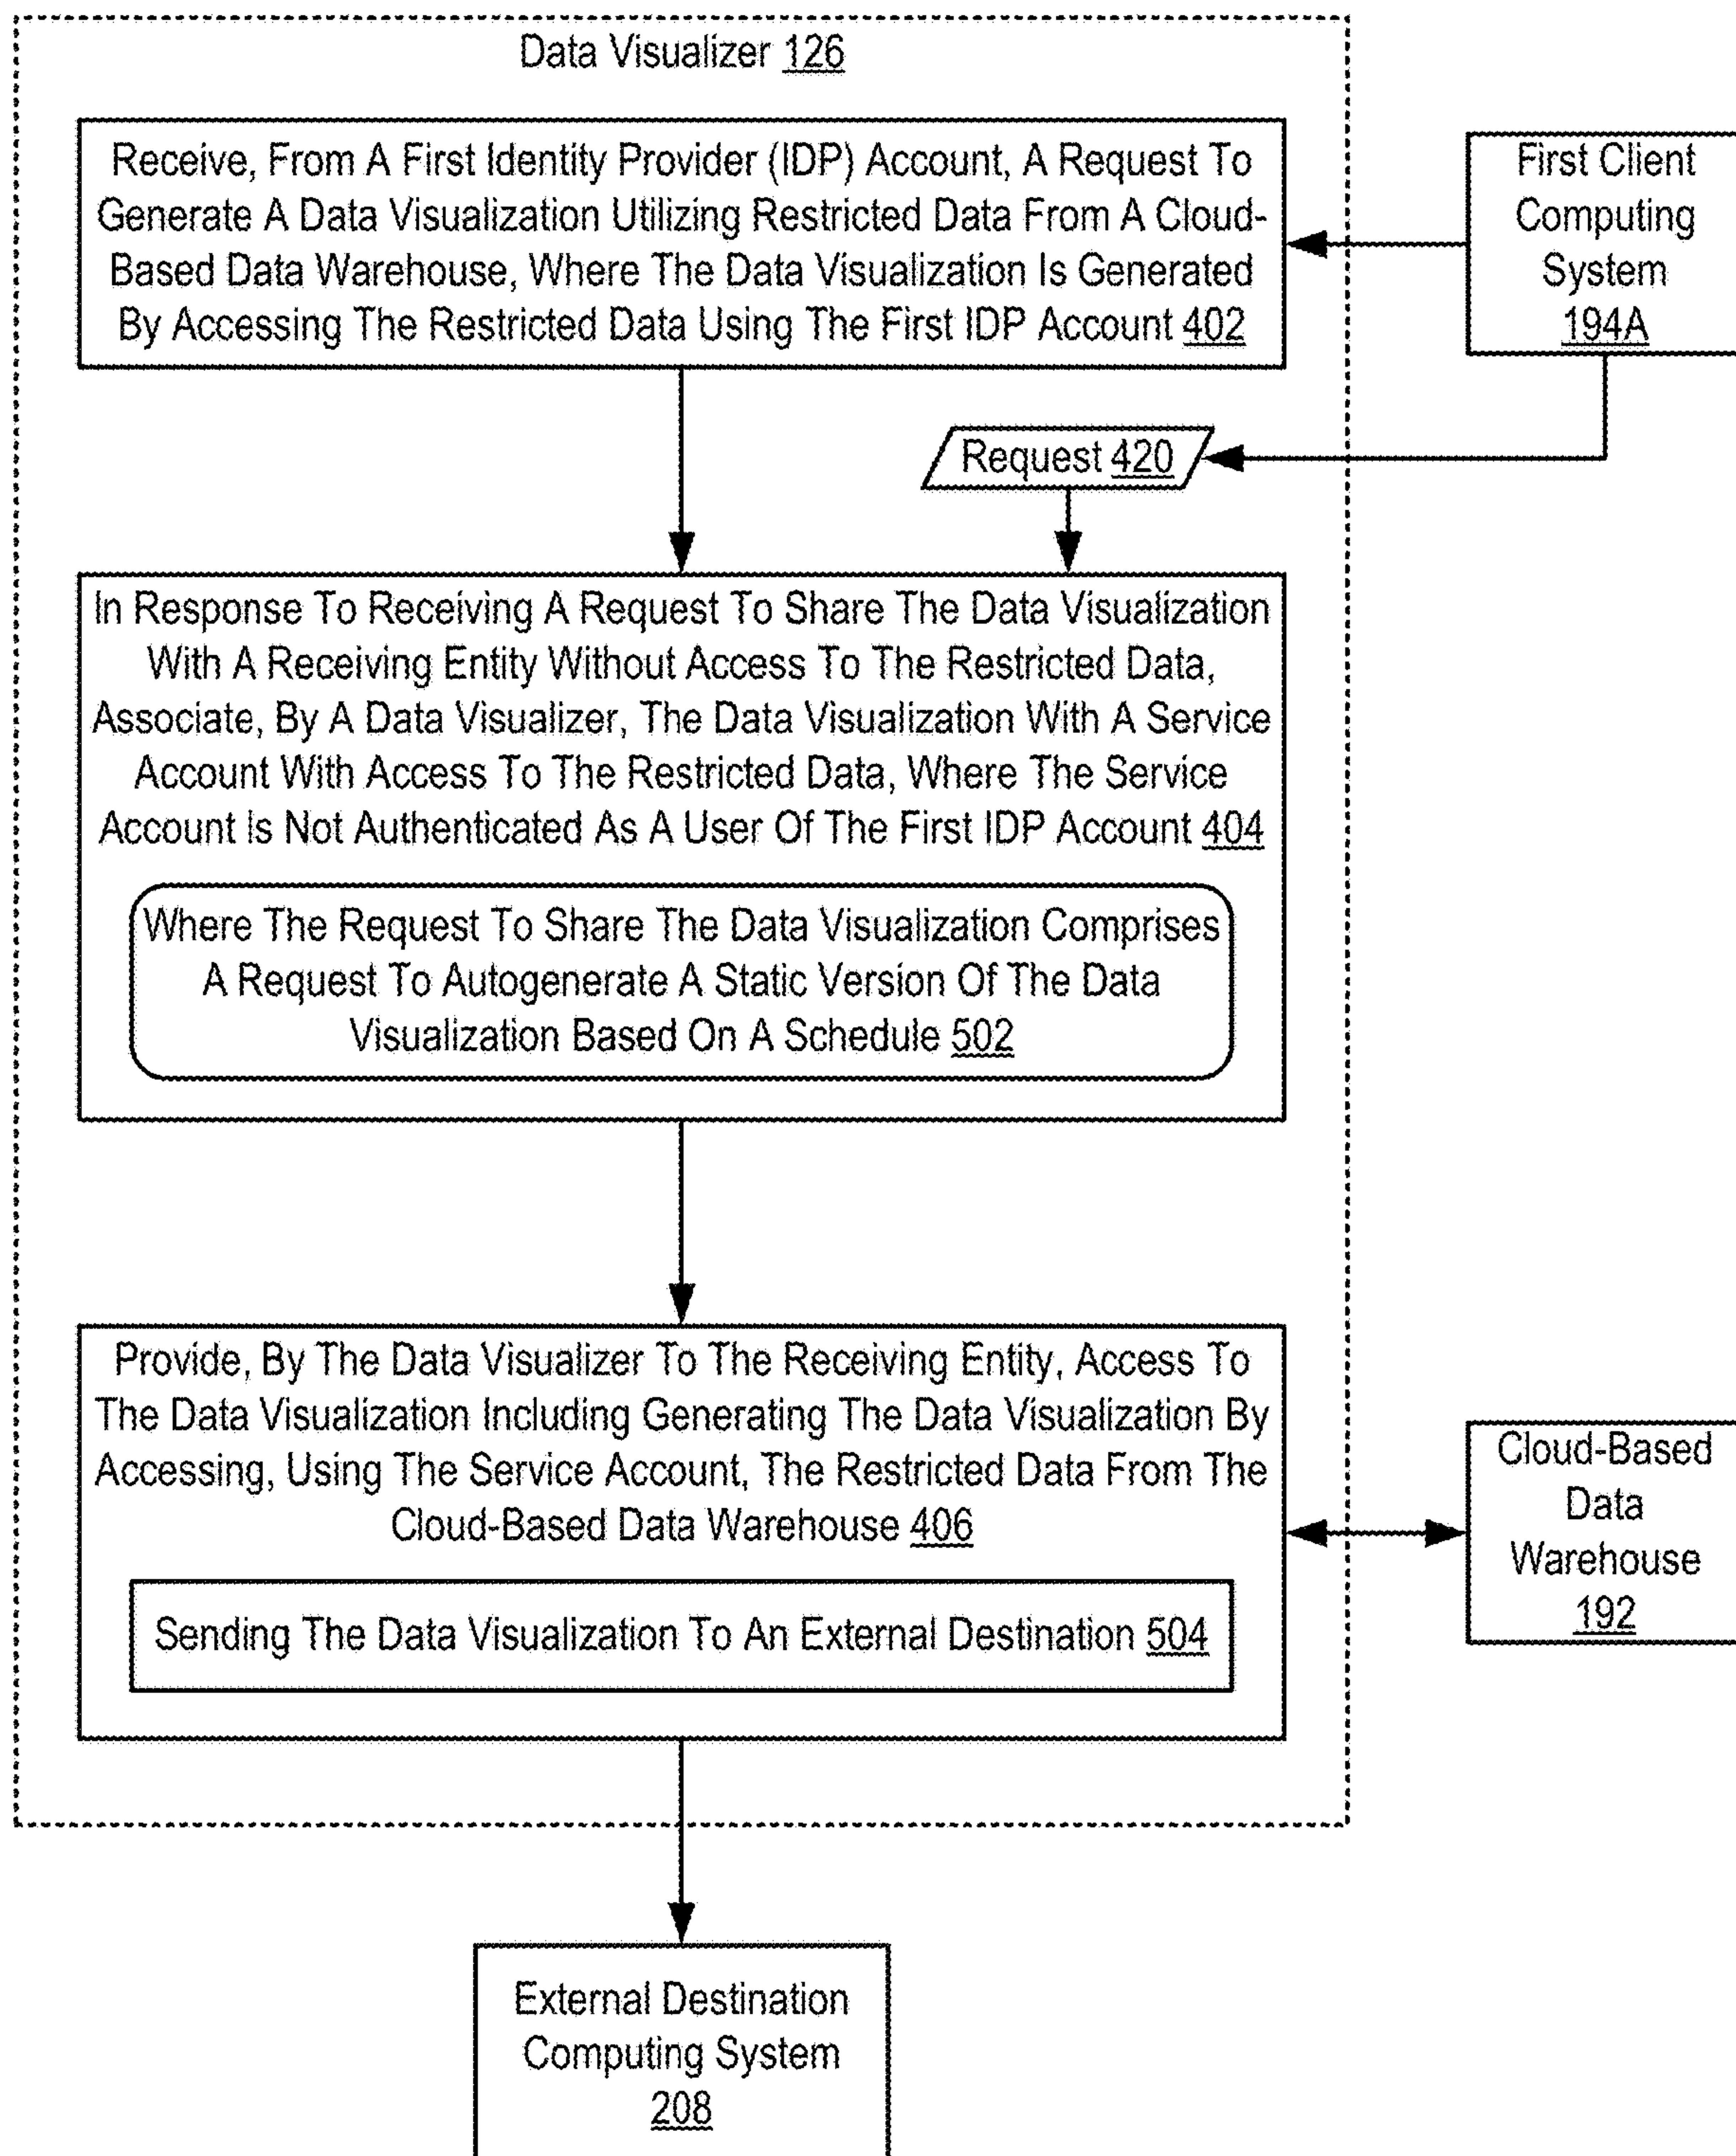 Data Visualizer 126
Receive, From A First Identity Provider (IDP) Account, A Request To
Generate A Data Visualization Utilizing Restricted Data From A Cloud-
Based Data Warehouse, Where The Data Visualization Is Generated
By Accessing The Restricted Data Using The First IDP Account 402
First Client
Computing
System
194A
Request 420
In Response To Receiving A Request To Share The Data Visualization
With A Receiving Entity Without Access To The Restricted Data,
Associate, By A Data Visualizer, The Data Visualization With A Service
Account With Access To The Restricted Data, Where The Service
Account Is Not Authenticated As A User Of The First IDP Account 404
Where The Request To Share The Data Visualization Comprises
A Request To Autogenerate A Static Version Of The Data
Visualization Based On A Schedule 502
Provide, By The Data Visualizer To The Receiving Entity, Access To
The Data Visualization Including Generating The Data Visualization By
Accessing, Using The Service Account, The Restricted Data From The
Cloud-Based Data Warehouse 406
Sending The Data Visualization To An External Destination 504
Cloud-Based
Data
Warehouse
192
External Destination
Computing System
208